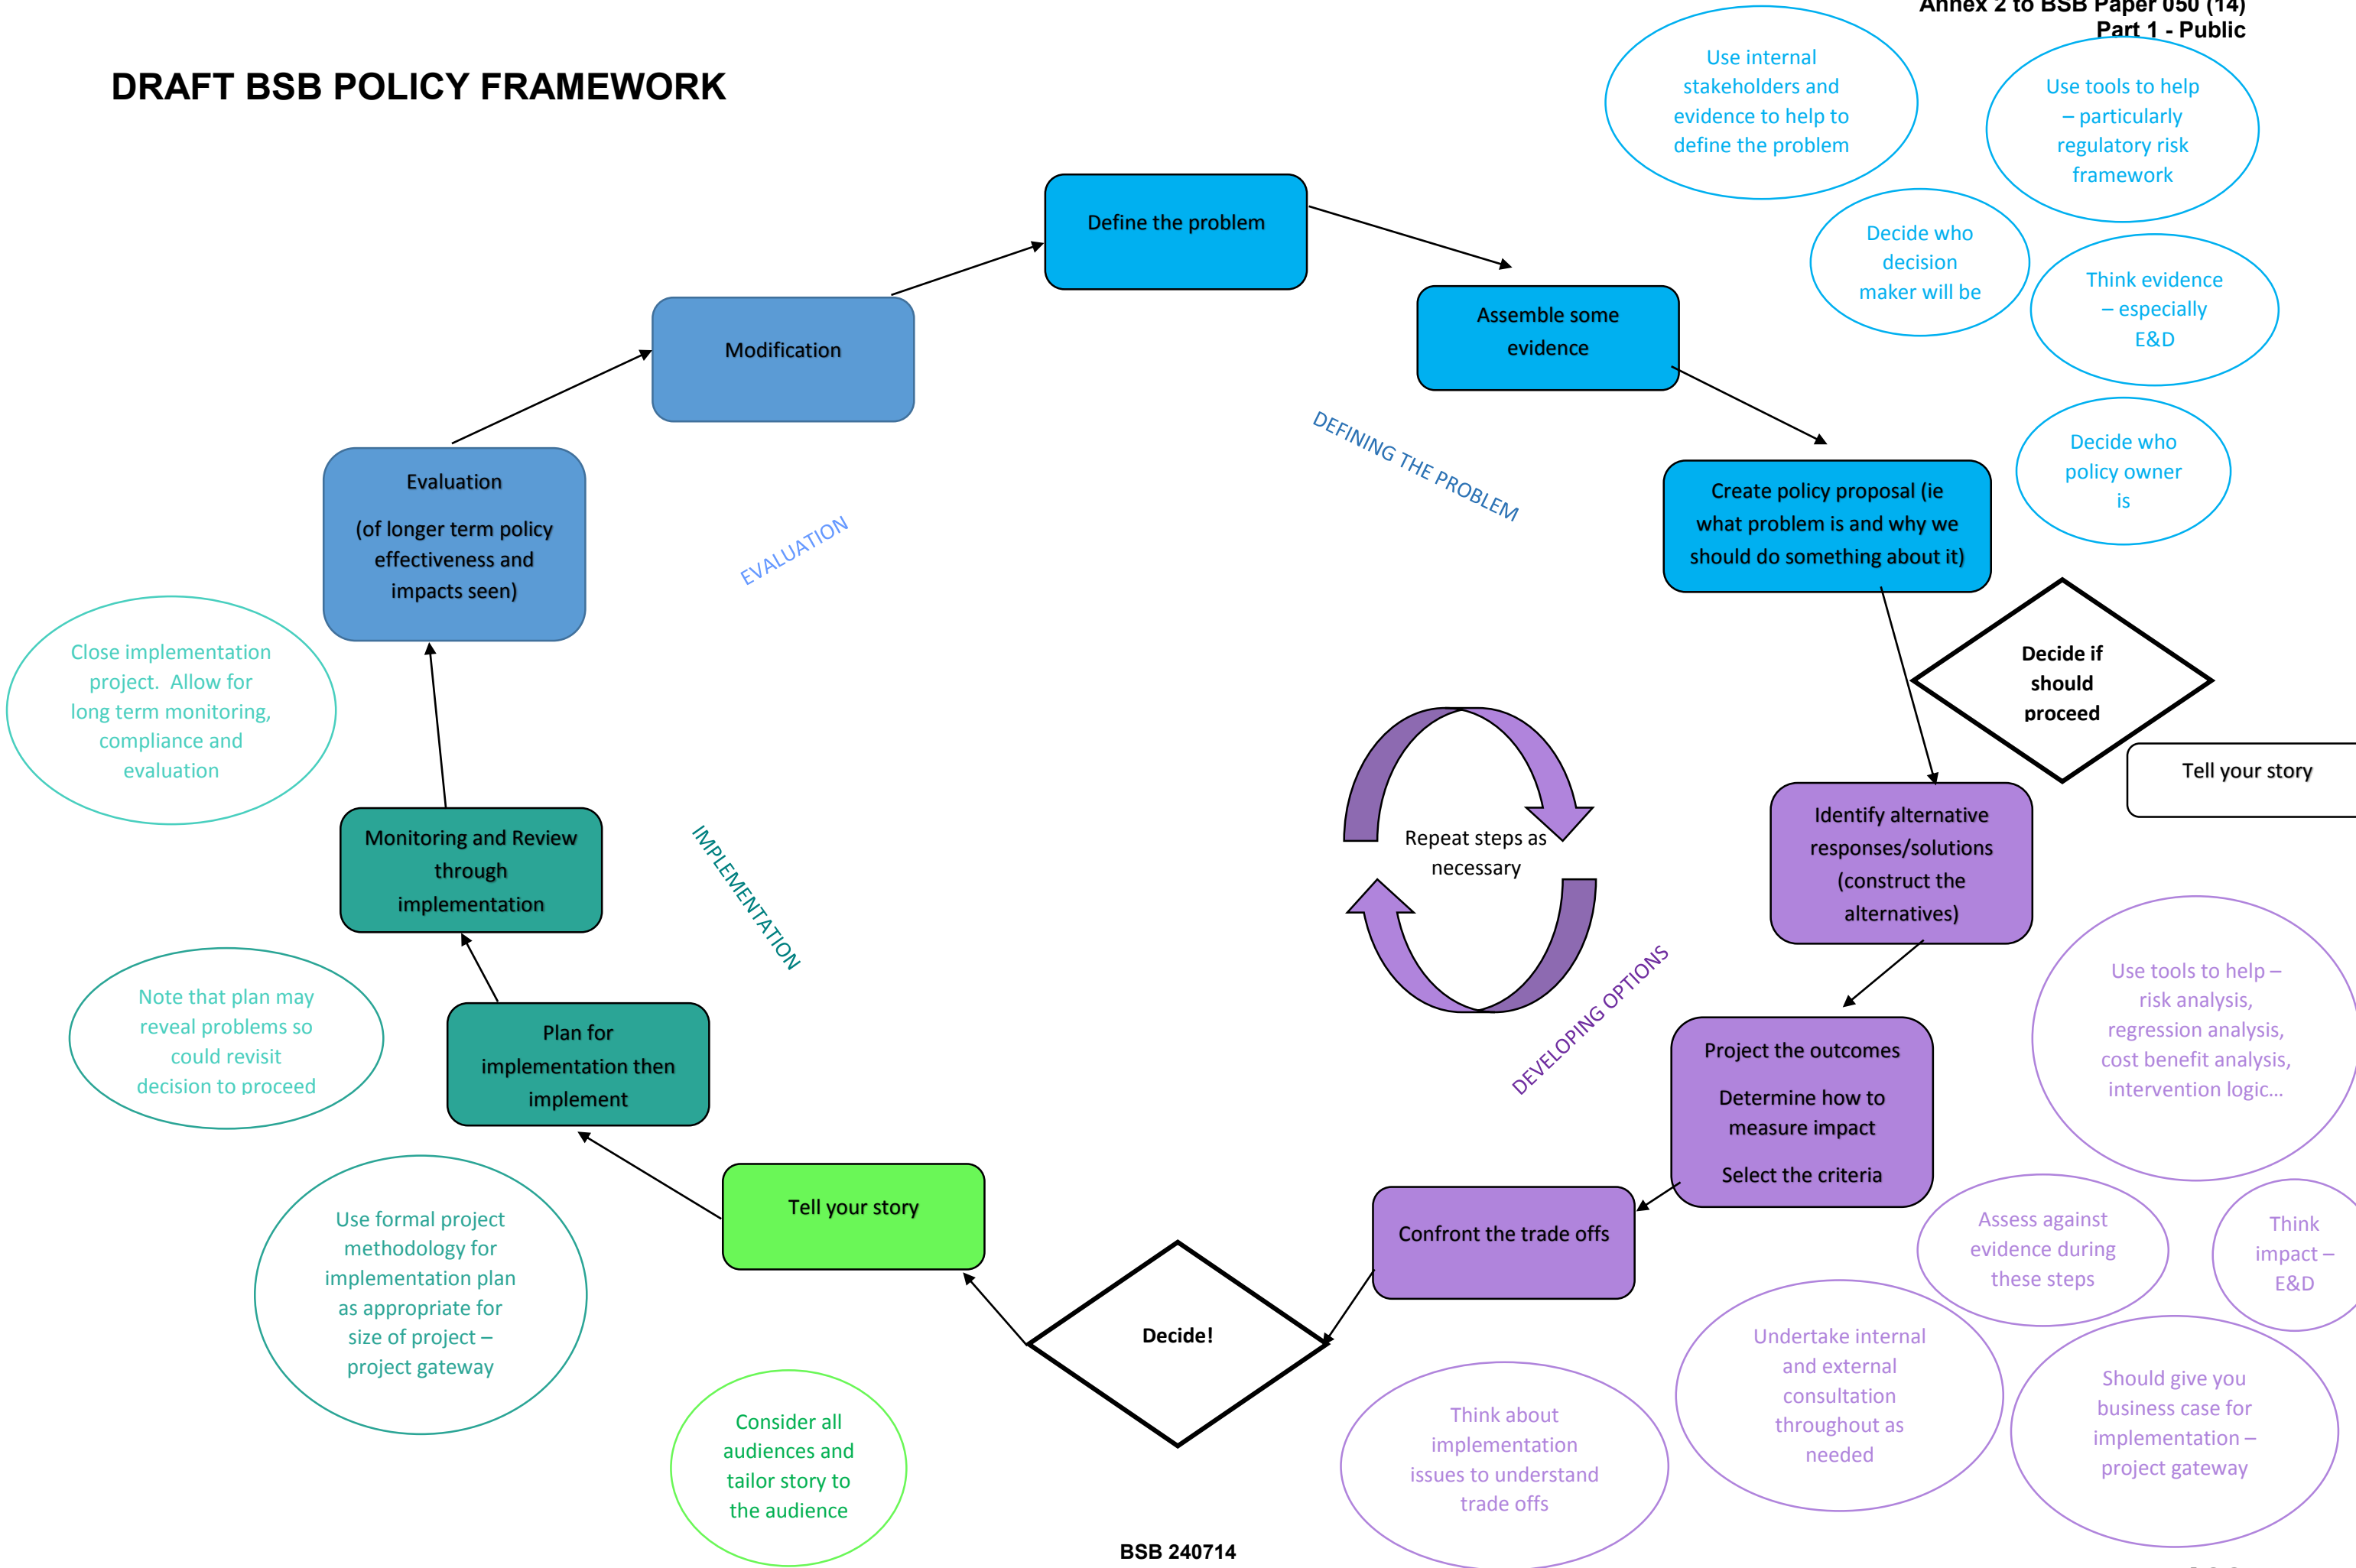 Annex 2 to BSB Paper 050 (14)
Part 1 - Public
DRAFT BSB POLICY FRAMEWORK
Use internal
stakeholders and
evidence to help to
define the problem
Use tools to help
– particularly
regulatory risk
framework
Decide who
decision
maker will be
Think evidence
– especially
E&D
Decide who
policy owner
is
Define the problem
Assemble some
evidence
Create policy proposal (ie
what problem is and why we
should do something about it)
DEFINING THE PROBLEM
Decide if
should
proceed
Tell your story
Identify alternative
responses/solutions
(construct the
alternatives)
Repeat steps as
necessary
DEVELOPING OPTIONS
Project the outcomes
Determine how to
measure impact
Select the criteria
Use tools to help –
risk analysis,
regression analysis,
cost benefit analysis,
intervention logic…
Assess against
evidence during
these steps
Think
impact –
E&D
Confront the trade offs
Undertake internal
and external
consultation
throughout as
needed
Should give you
business case for
implementation –
project gateway
Think about
implementation
issues to understand
trade offs
Decide!
Tell your story
Consider all
audiences and
tailor story to
the audience
Plan for
implementation then
implement
Use formal project
methodology for
implementation plan
as appropriate for
size of project –
project gateway
Note that plan may
reveal problems so
could revisit
decision to proceed
IMPLEMENTATION
Monitoring and Review
through
implementation
Close implementation
project.  Allow for
long term monitoring,
compliance and
evaluation
Evaluation
(of longer term policy
effectiveness and
impacts seen)
EVALUATION
Modification
BSB 240714